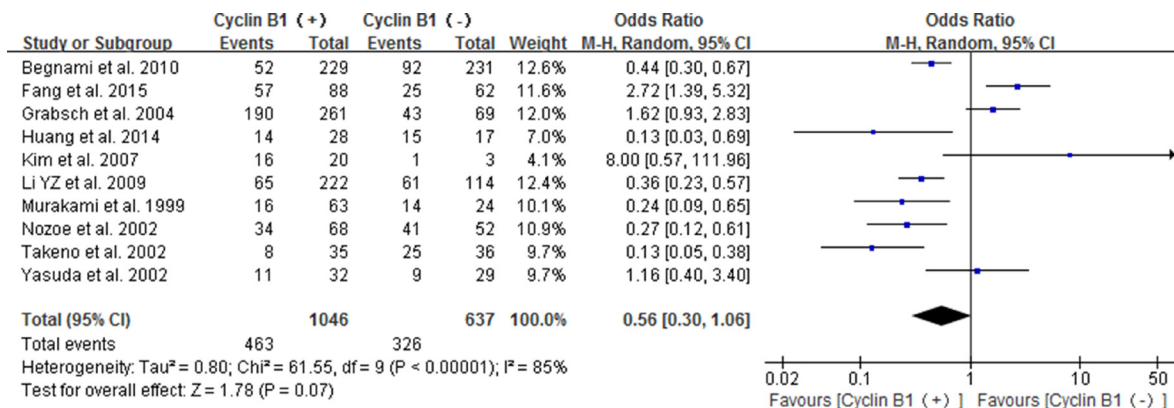 Cyclin B1 (+) Cyclin B1 (-) Odds Ratio Odds Ratio
Study or Subgroup Events Total Events Total Weight M-H, Random, 95% CI M-H, Random, 95% CI
Begnami et al. 2010 52 229 92 231 12.6% 0.44 [0.30, 0.67]
Fang et al. 2015 57 88 25 62 11.6% 2.72 [1.39, 5.32]
Grabsch et al. 2004 190 261 43 69 12.0% 1.62 [0.93, 2.83]
Huang et al. 2014 14 28 15 17 7.0% 0.13 [0.03, 0.69]
Kim et al. 2007 16 20 1 3 4.1% 8.00 [0.57, 111.96]
Li YZ et al. 2009 65 222 61 114 12.4% 0.36 [0.23, 0.57]
Murakami et al. 1999 16 63 14 24 10.1% 0.24 [0.09, 0.65]
Nozoe et al. 2002 34 68 41 52 10.9% 0.27 [0.12, 0.61]
Takeno et al. 2002 8 35 25 36 9.7% 0.13 [0.05, 0.38]
Yasuda et al. 2002 11 32 9 29 9.7% 1.16 [0.40, 3.40]
Total (95% CI) 1046 637 100.0% 0.56 [0.30, 1.06]
Total events 463 326
Heterogeneity: Tau² = 0.80; Chi² = 61.55, df = 9 (P < 0.00001); I² = 85%
Test for overall effect: Z = 1.78 (P = 0.07)
0.02 0.1 1 10 50
Favours [Cyclin B1 (+) Favours [Cyclin B1 (-) ]